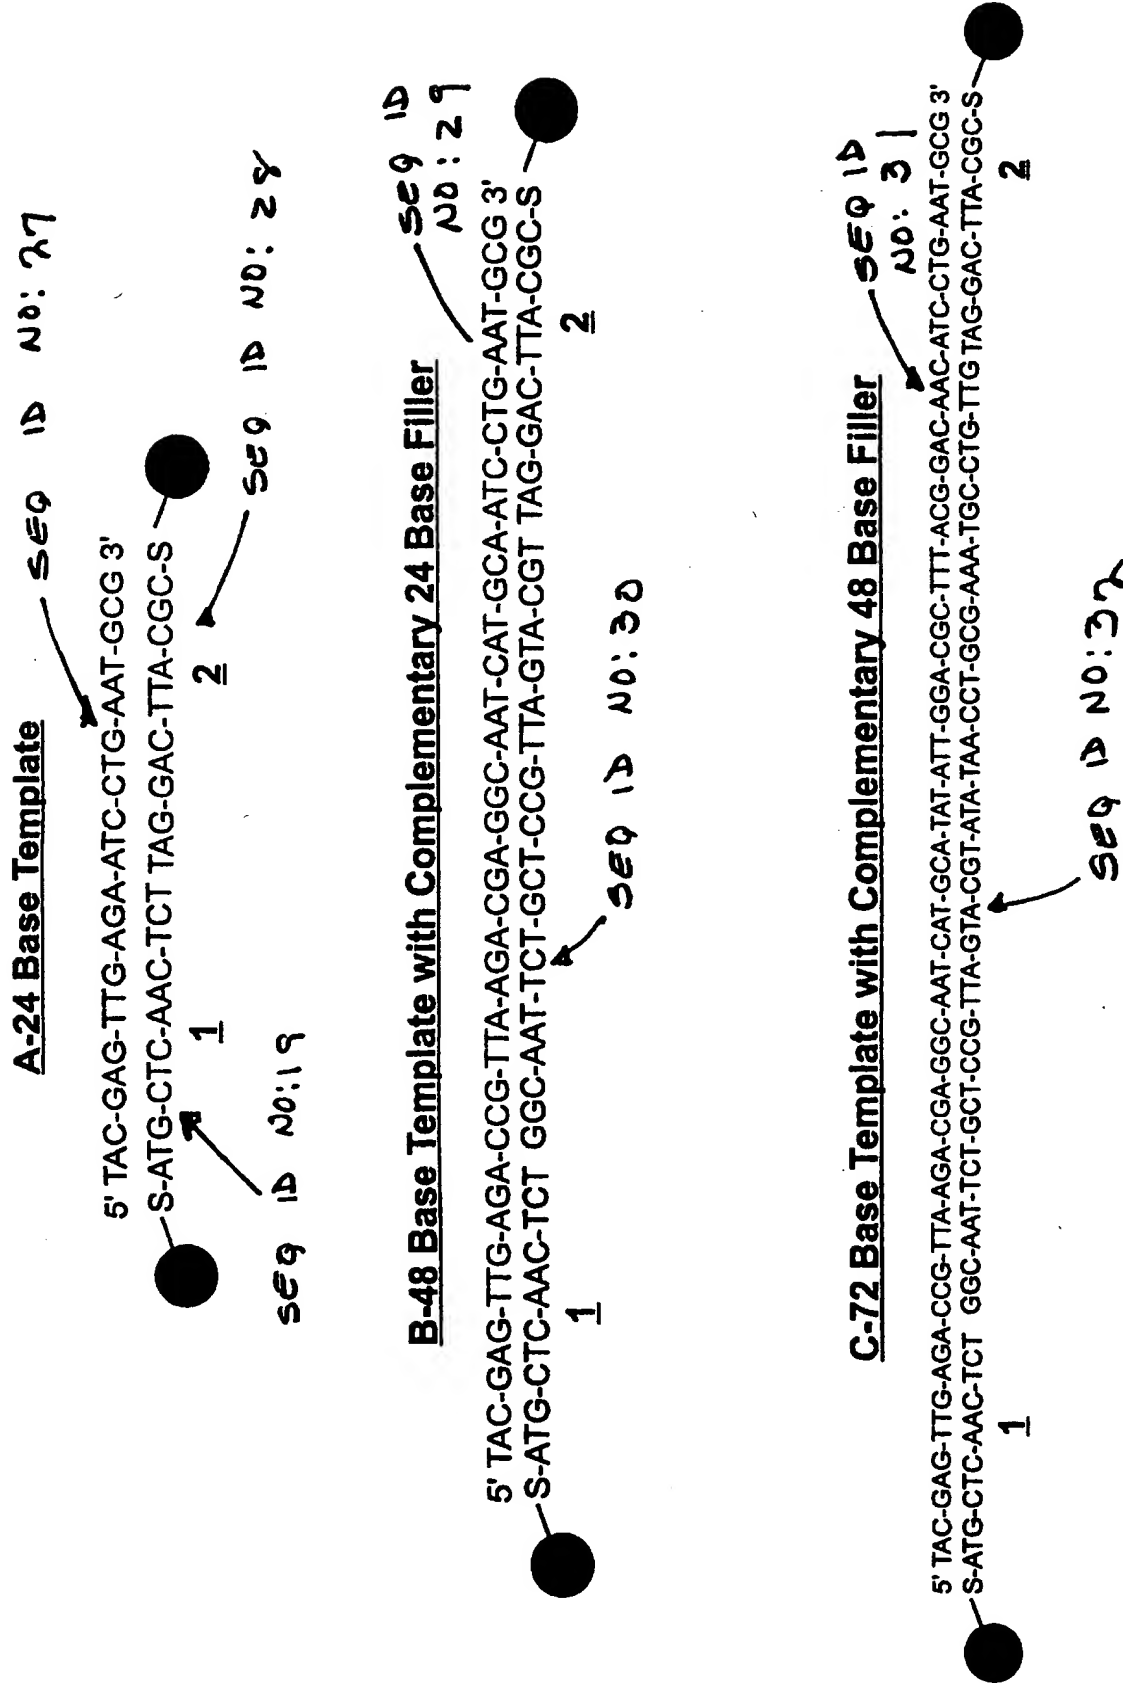 A-24 Base Template
SEQ ID NO: 27
5' TAC-GAG-TTG-AGA-ATC-CTG-AAT-GCG 3'
S-ATG-CTC-AAC-TCT TAG-GAC-TTA-CGC-S
1
2
SEQ ID NO:19
SEQ ID NO: 28
B-48 Base Template with Complementary 24 Base Filler
SEQ ID
NO: 29
5' TAC-GAG-TTG-AGA-CCG-TTA-AGA-CGA-GGC-AAT-CAT-GCA-ATC-CTG-AAT-GCG 3'
S-ATG-CTC-AAC-TCT GGC-AAT-TCT-GCT-CCG-TTA-GTA-CGT TAG-GAC-TTA-CGC-S
1
2
SEQ ID NO:30
C-72 Base Template with Complementary 48 Base Filler
SEQ ID
NO: 31
5' TAC-GAG-TTG-AGA-CCG-TTA-AGA-CGA-GGC-AAT-CAT-GCA-TAT-ATT-GGA-CGC-TTT-ACG-GAC-AAC-ATC-CTG-AAT-GCG 3'
S-ATG-CTC-AAC-TCT GGC-AAT-TCT-GCT-CCG-TTA-GTA-CGT-ATA-TAA-CCT-GCG-AAA-TGC-CTG-TTG TAG-GAC-TTA-CGC-S
1
2
SEQ ID NO:32